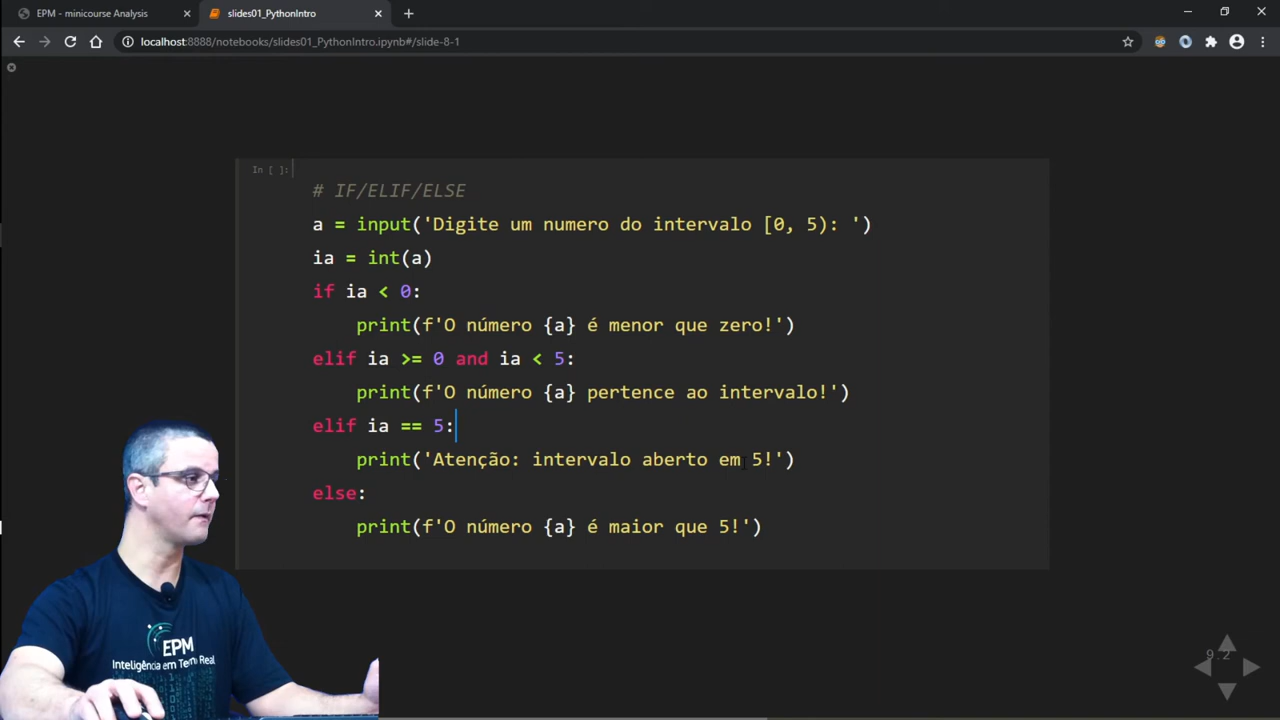 EPM - minicourse Analysis
slides01_PythonIntro
localhost:8888/notebooks/slides01_PythonIntro.ipynb#/slide-8-1
In [ ]:
# IF/ELIF/ELSE
a = input('Digite um numero do intervalo [0, 5): ')
ia = int(a)
if ia < 0:
print(f'O número {a} é menor que zero!')
elif ia >= 0 and ia < 5:
print(f'O número {a} pertence ao intervalo!')
elif ia == 5:
print('Atenção: intervalo aberto em 5!')
else:
print(f'O número {a} é maior que 5!')
EPM
Inteligência em Tempo Real
9.2